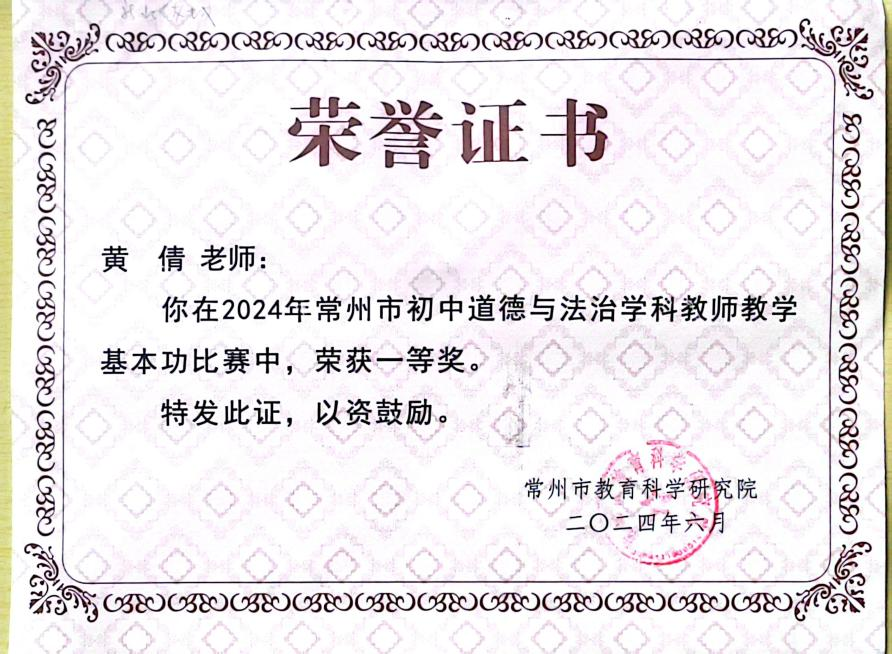 荣誉证书
黄 倩 老师：
你在2024年常州市初中道德与法治学科教师教学
基本功比赛中，荣获一等奖。
特发此证，以资鼓励。
常州市教育科学研究院
二〇二四年六月